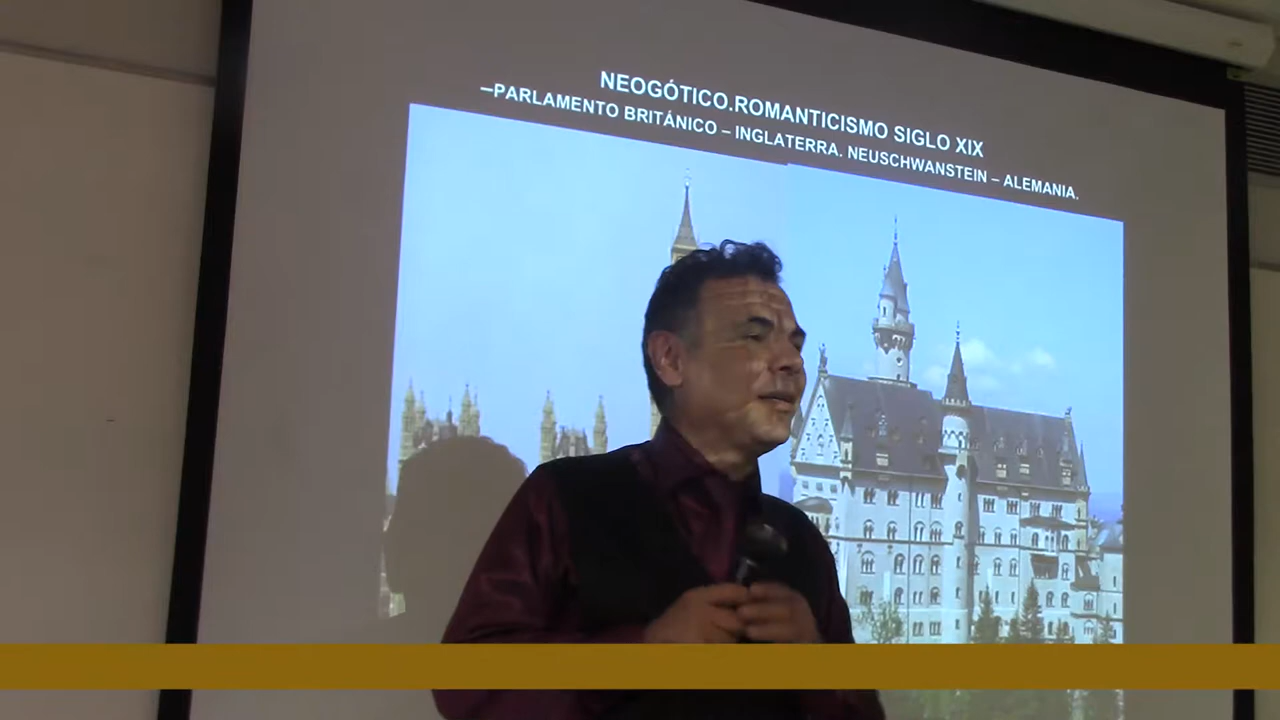 NEOGÓTICO.ROMANTICISMO SIGLO XIX
–PARLAMENTO BRITÁNICO – INGLATERRA. NEUSCHWANSTEIN – ALEMANIA.